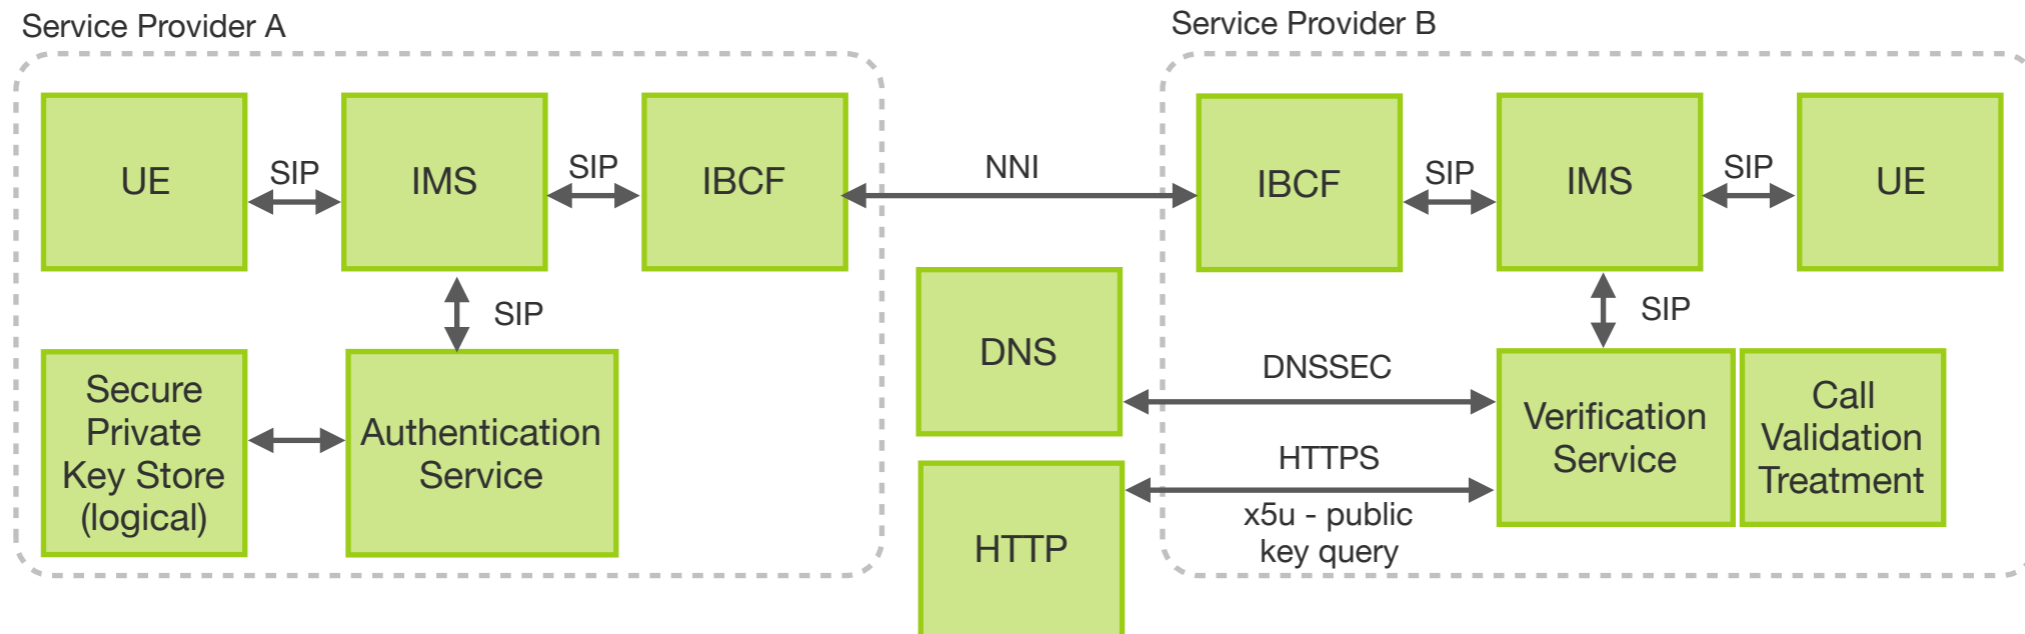 Service Provider A
Service Provider B
UE
SIP
IMS
SIP
IBCF
NNI
IBCF
SIP
IMS
SIP
UE
SIP
SIP
Secure
Private
Key Store
(logical)
Authentication
Service
DNS
DNSSEC
HTTP
HTTPS
x5u - public
key query
Verification
Service
Call
Validation
Treatment